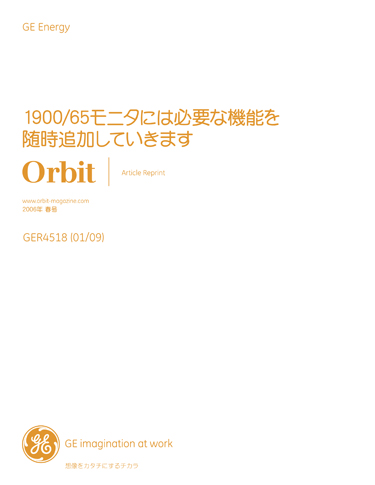 GE Energy
1900/65モニタには必要な機能を
随時追加していきます
Orbit
Article Reprint
www.orbit-magazine.com
2006年 春号
GER4518 (01/09)
GE imagination at work
想像をカタチにするチカラ